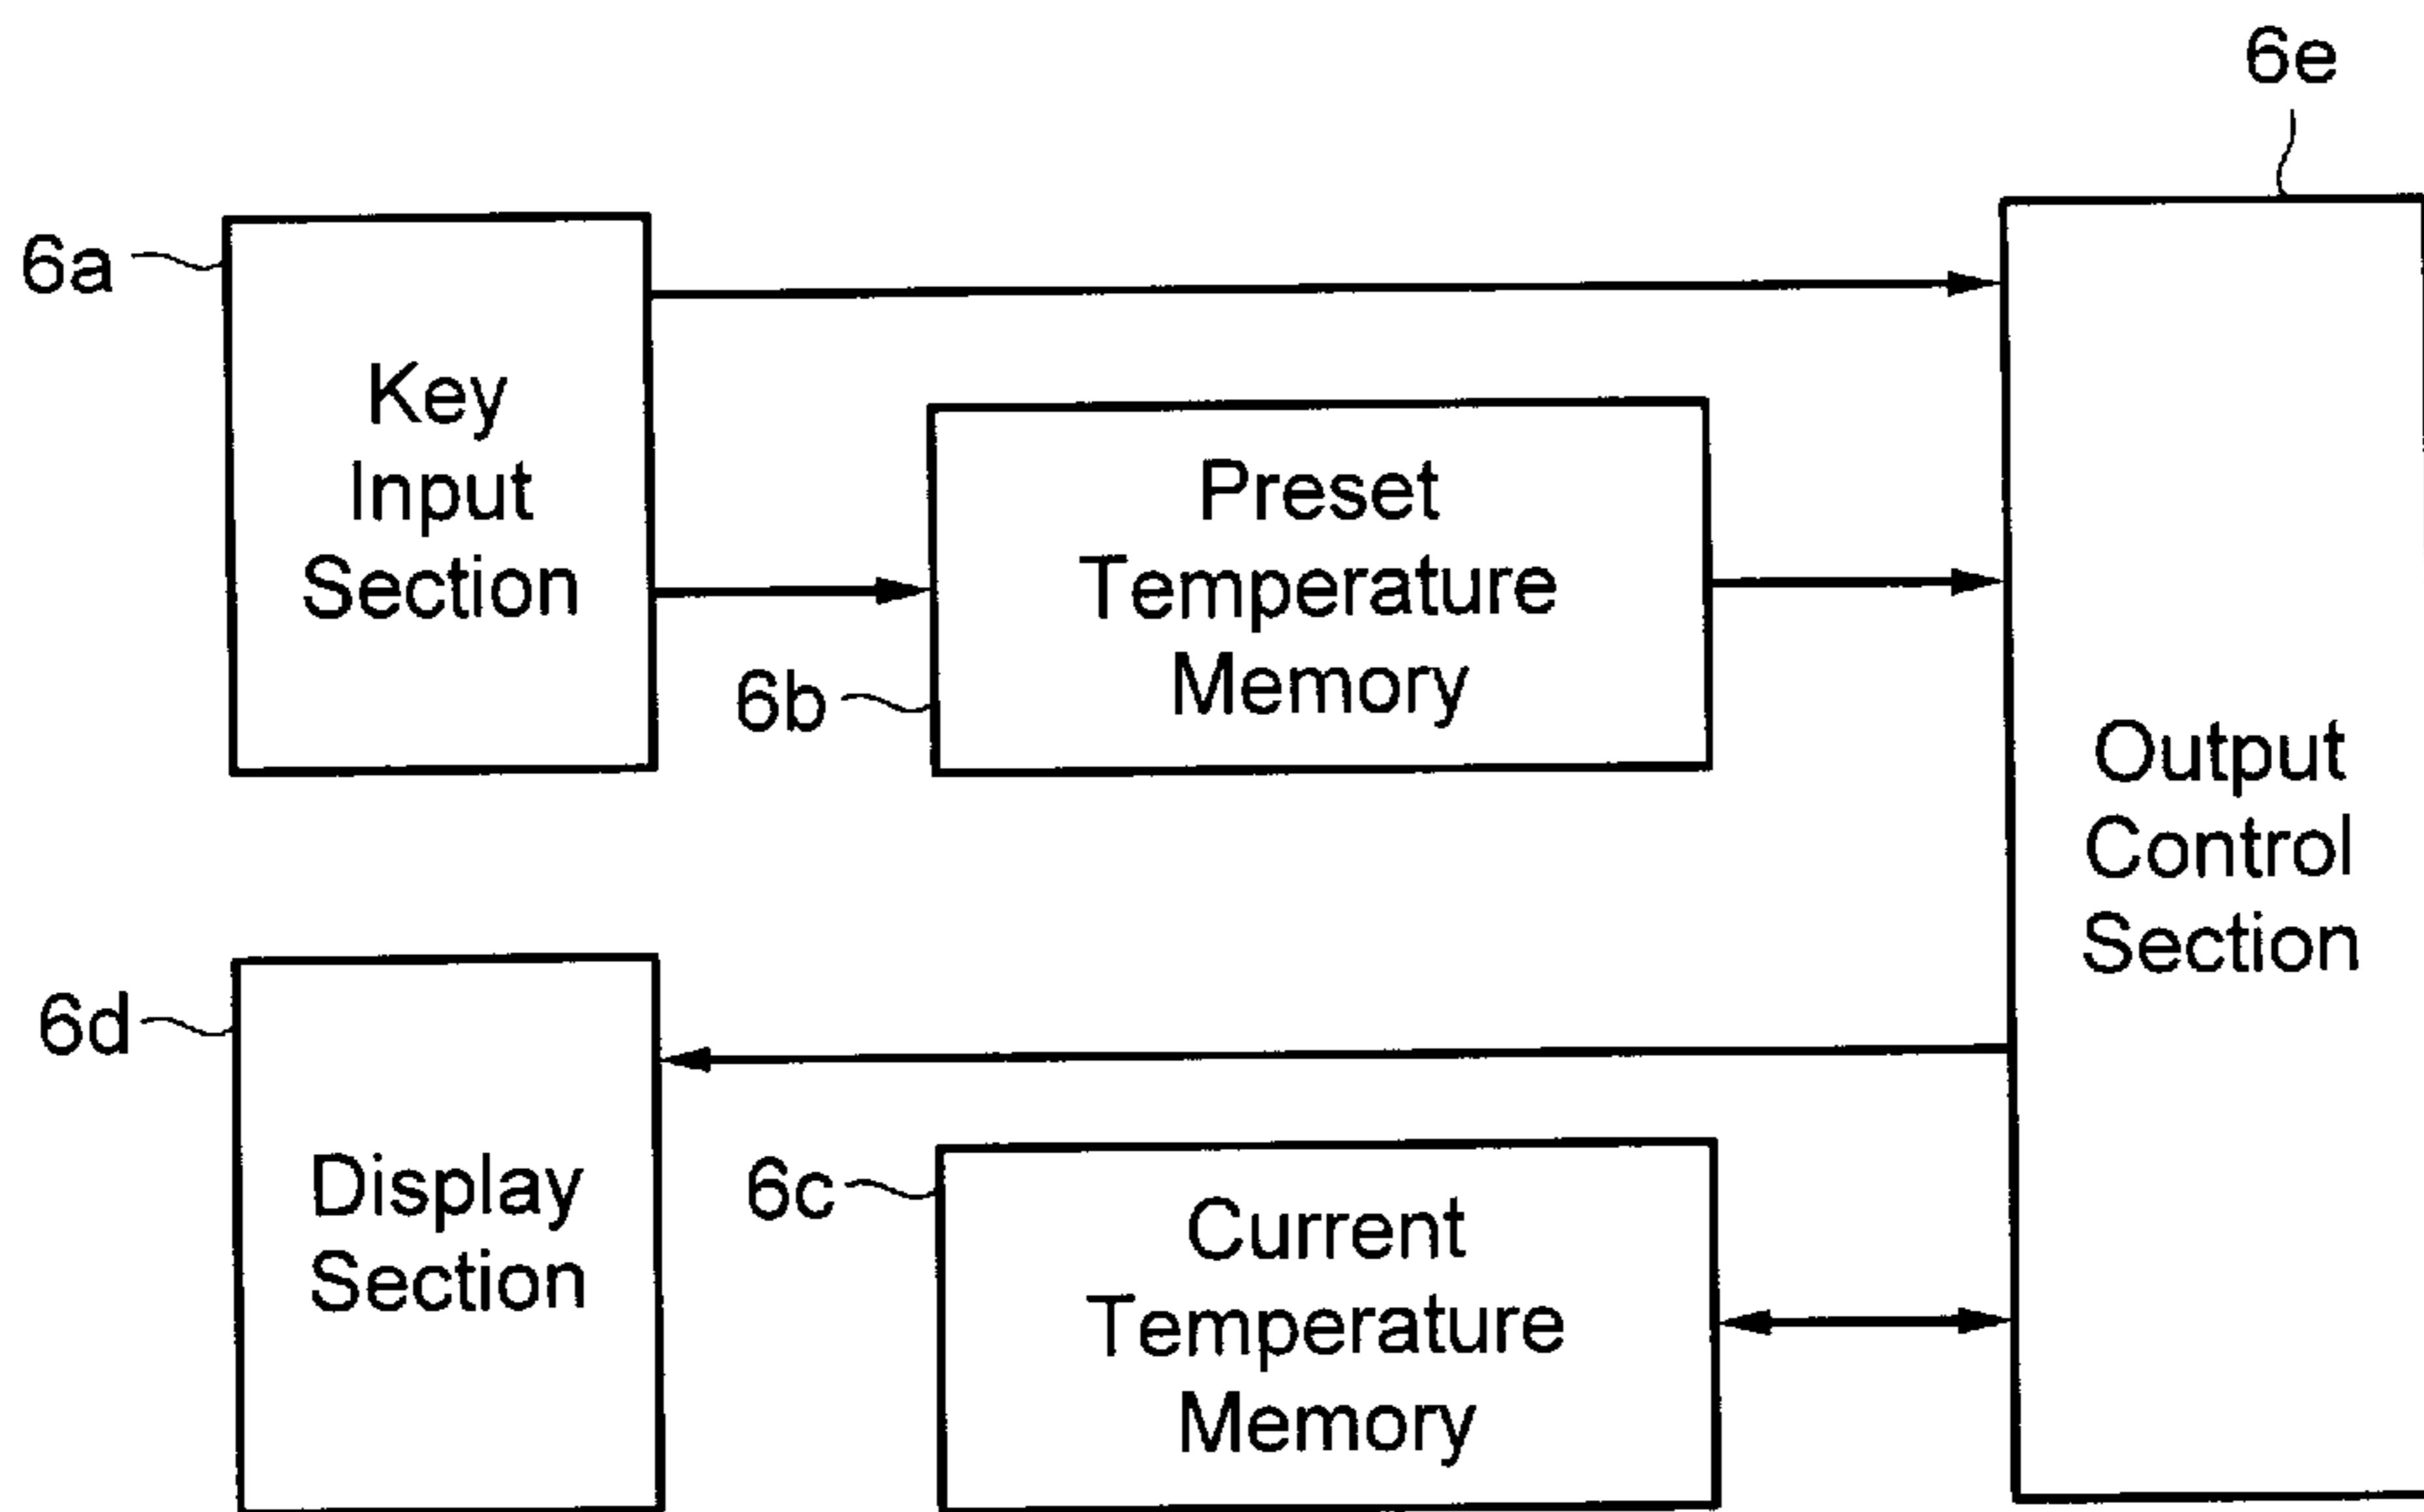 6e
6a
Key
Input
Section
Preset
Temperature
Memory
6b
Output
Control
Section
6d
Display
Section
6c
Current
Temperature
Memory